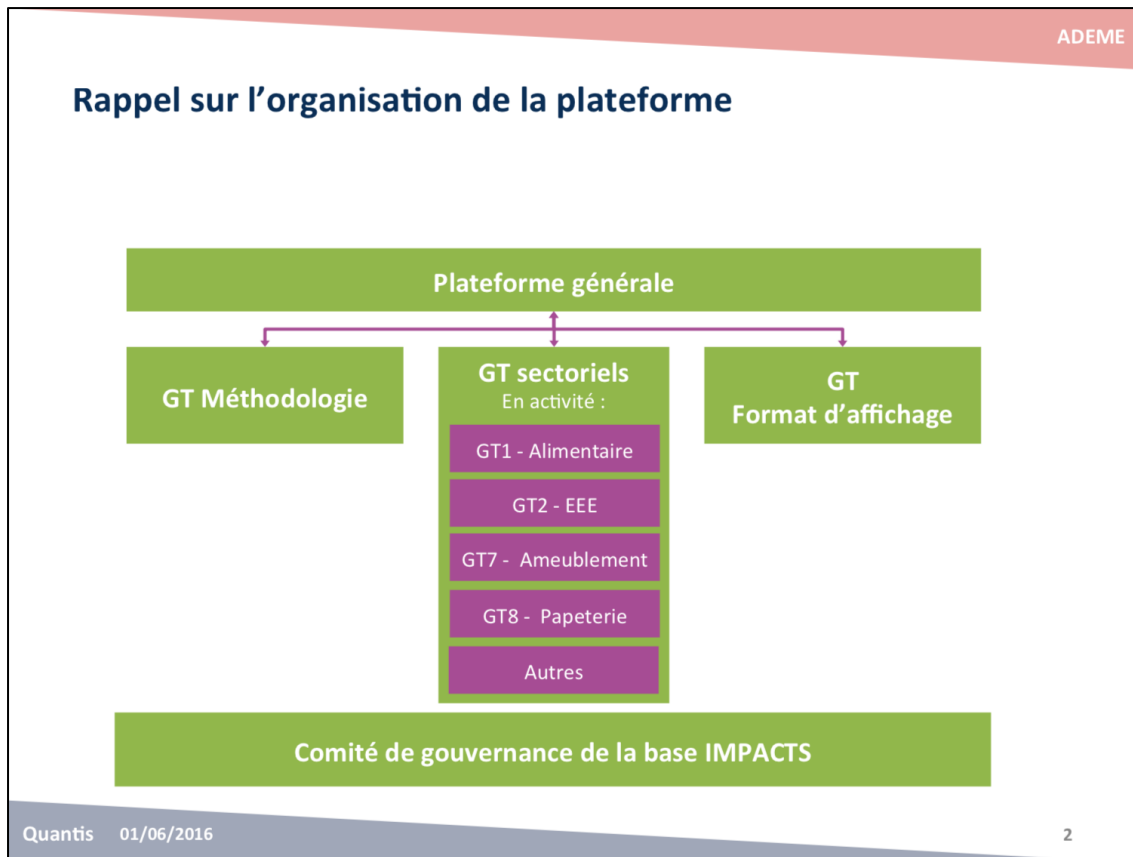 ADEME
Rappel sur l'organisation de la plateforme
Plateforme générale
GT Méthodologie
GT sectoriels
En activité :
GT1 - Alimentaire
GT2 - EEE
GT7 - Ameublement
GT8 - Papeterie
Autres
GT
Format d'affichage
Comité de gouvernance de la base IMPACTS
Quantis 01/06/2016
2